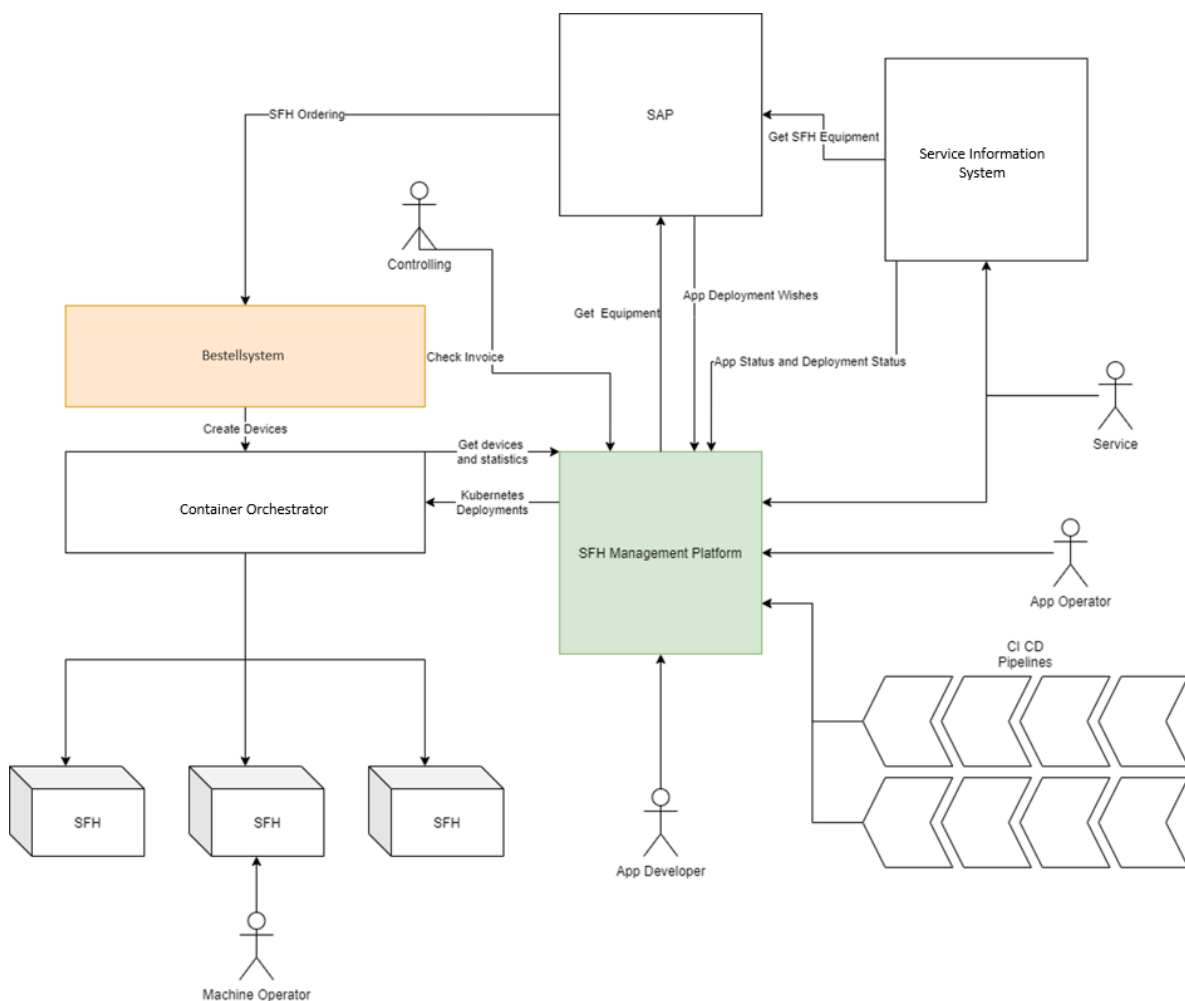 SAP
SFH Ordering
Get SFH Equipment
Service Information
System
Controlling
App Deployment Wishes
Get Equipment
Bestellsystem
Check Invoice
App Status and Deployment Status
Create Devices
Service
Get devices
and statistics
Container Orchestrator
Kubernetes
Deployments
SFH Management Platform
App Operator
CI CD
Pipelines
SFH
SFH
SFH
App Developer
Machine Operator